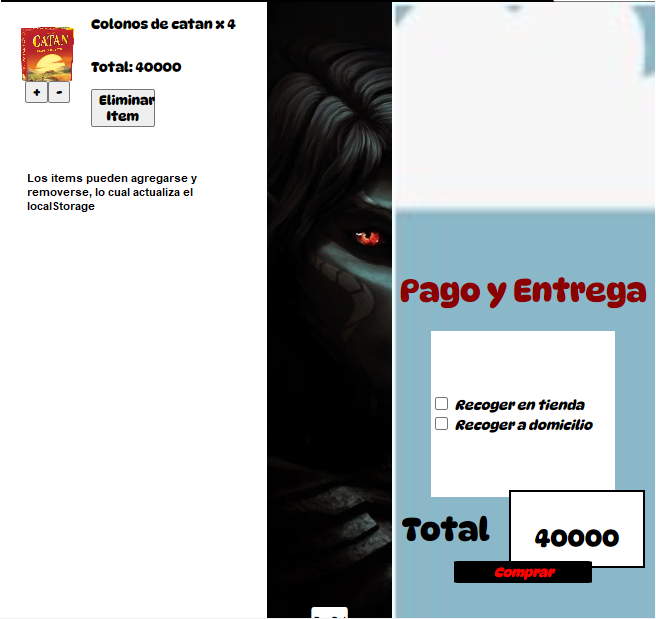 Colonos de catan x 4
CATAN
Total: 40000
+ -
Eliminar
Item
Los items pueden agregarse y
removerse, lo cual actualiza el
localStorage
Pago y Entrega
Recoger en tienda
Recoger a domicilio
Total
40000
Comprar